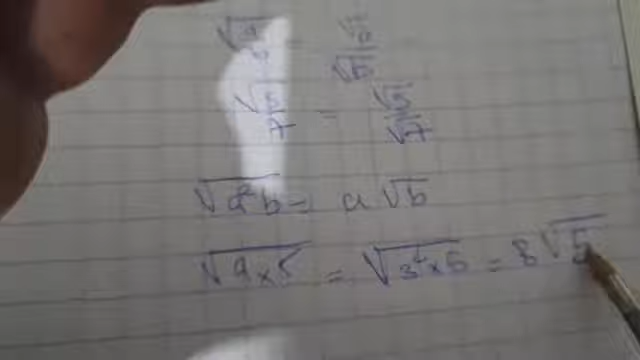 √a/b = √a/√b
√5/7 = √5/√7
√a²b = a√b
√9×5 = √3²×5 = 3√5